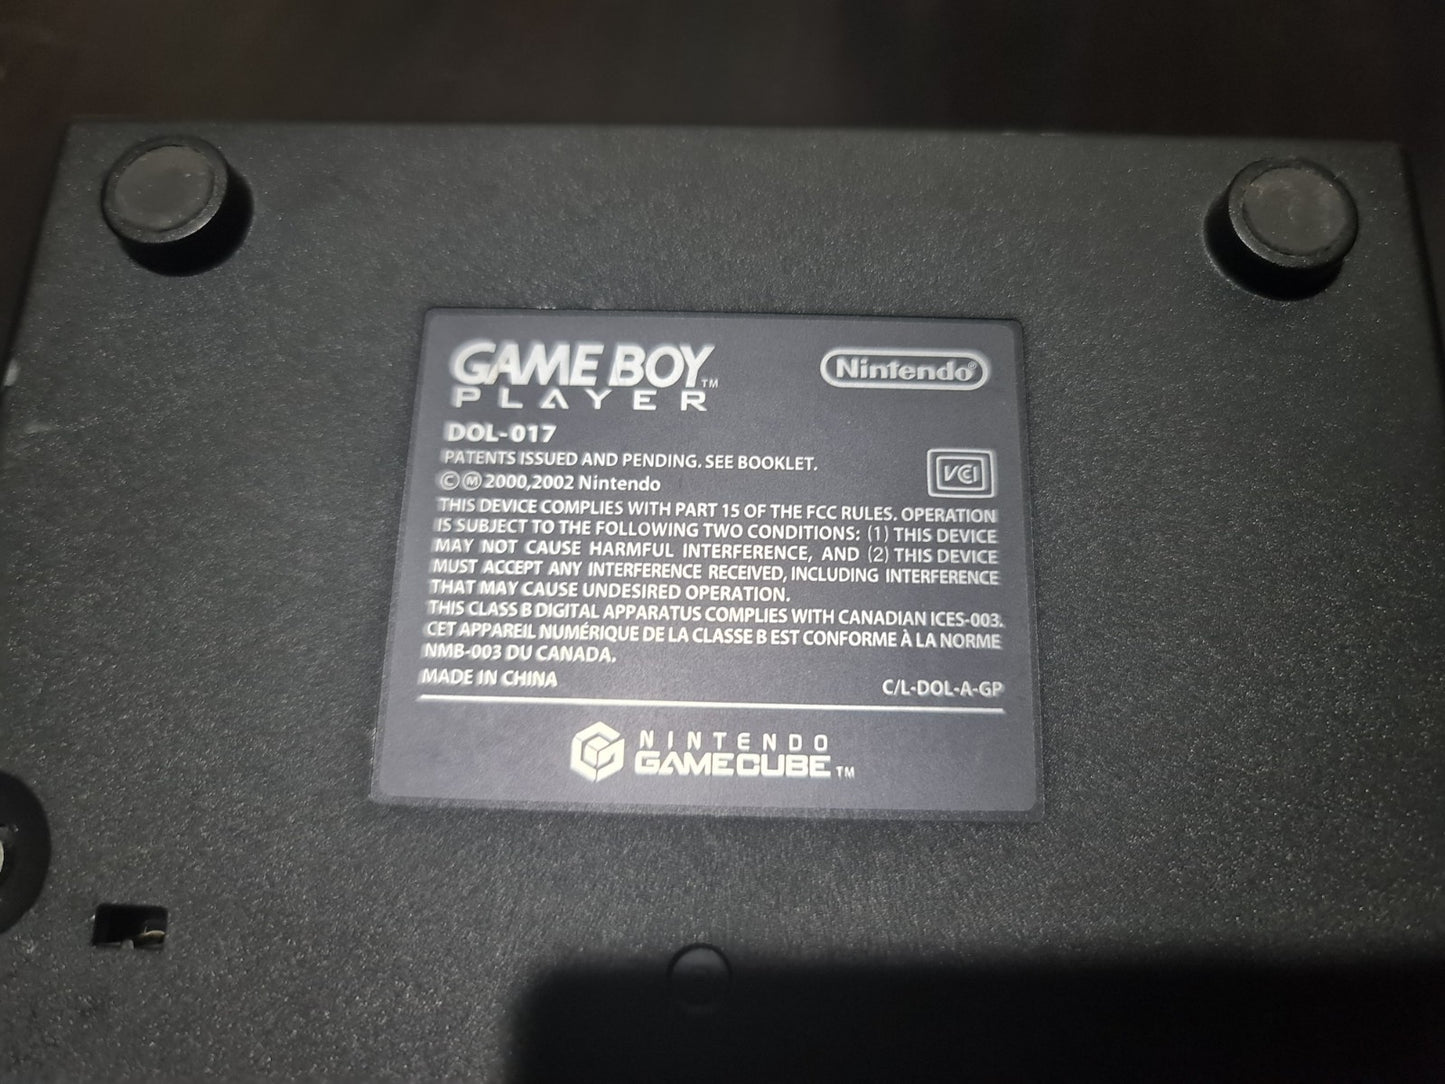 GAME BOY™
PLAYER
Nintendo®
DOL-017
PATENTS ISSUED AND PENDING. SEE BOOKLET.
VCI
ⒸⓂ 2000,2002 Nintendo
THIS DEVICE COMPLIES WITH PART 15 OF THE FCC RULES. OPERATION
IS SUBJECT TO THE FOLLOWING TWO CONDITIONS: (1) THIS DEVICE
MAY NOT CAUSE HARMFUL INTERFERENCE, AND (2) THIS DEVICE
MUST ACCEPT ANY INTERFERENCE RECEIVED, INCLUDING INTERFERENCE
THAT MAY CAUSE UNDESIRED OPERATION.
THIS CLASS B DIGITAL APPARATUS COMPLIES WITH CANADIAN ICES-003.
CET APPAREIL NUMÉRIQUE DE LA CLASSE B EST CONFORME À LA NORME
NMB-003 DU CANADA.
MADE IN CHINA
C/L-DOL-A-GP
NINTENDO
GAMECUBE™